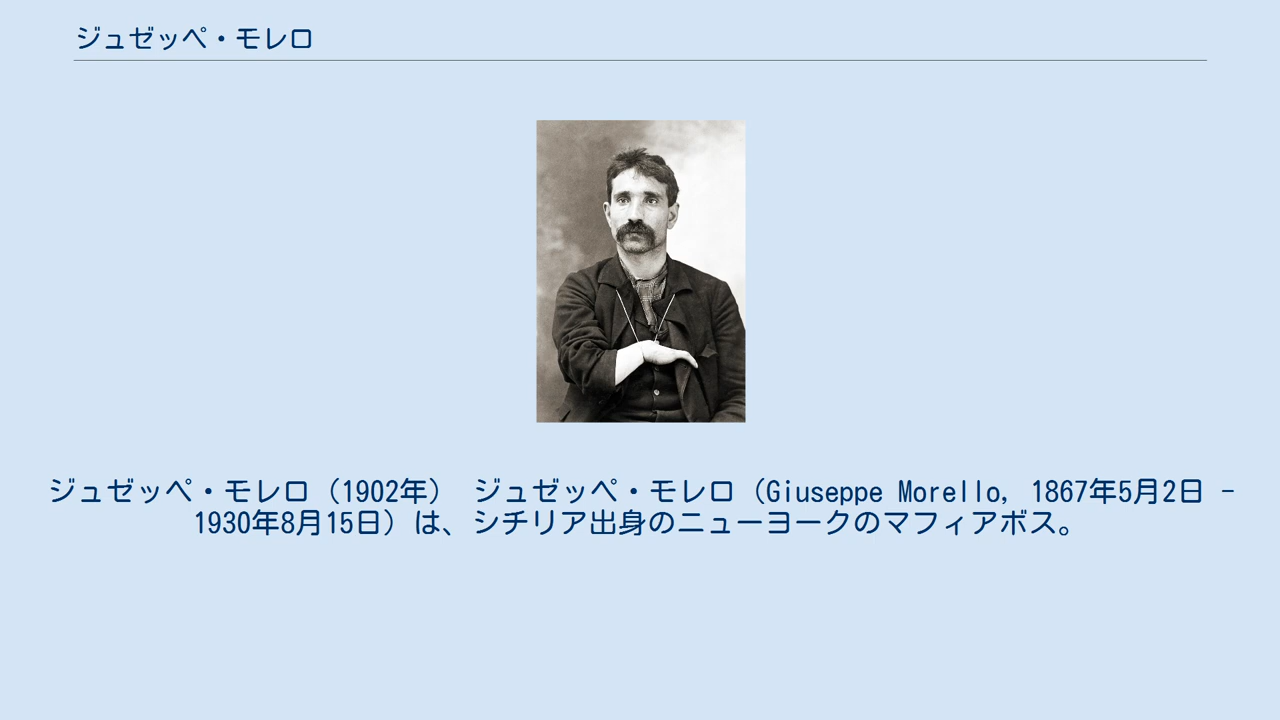 ジュゼッペ・モレロ
ジュゼッペ・モレロ（1902年）　ジュゼッペ・モレロ（Giuseppe Morello, 1867年5月2日 -
1930年8月15日）は、シチリア出身のニューヨークのマフィアボス。